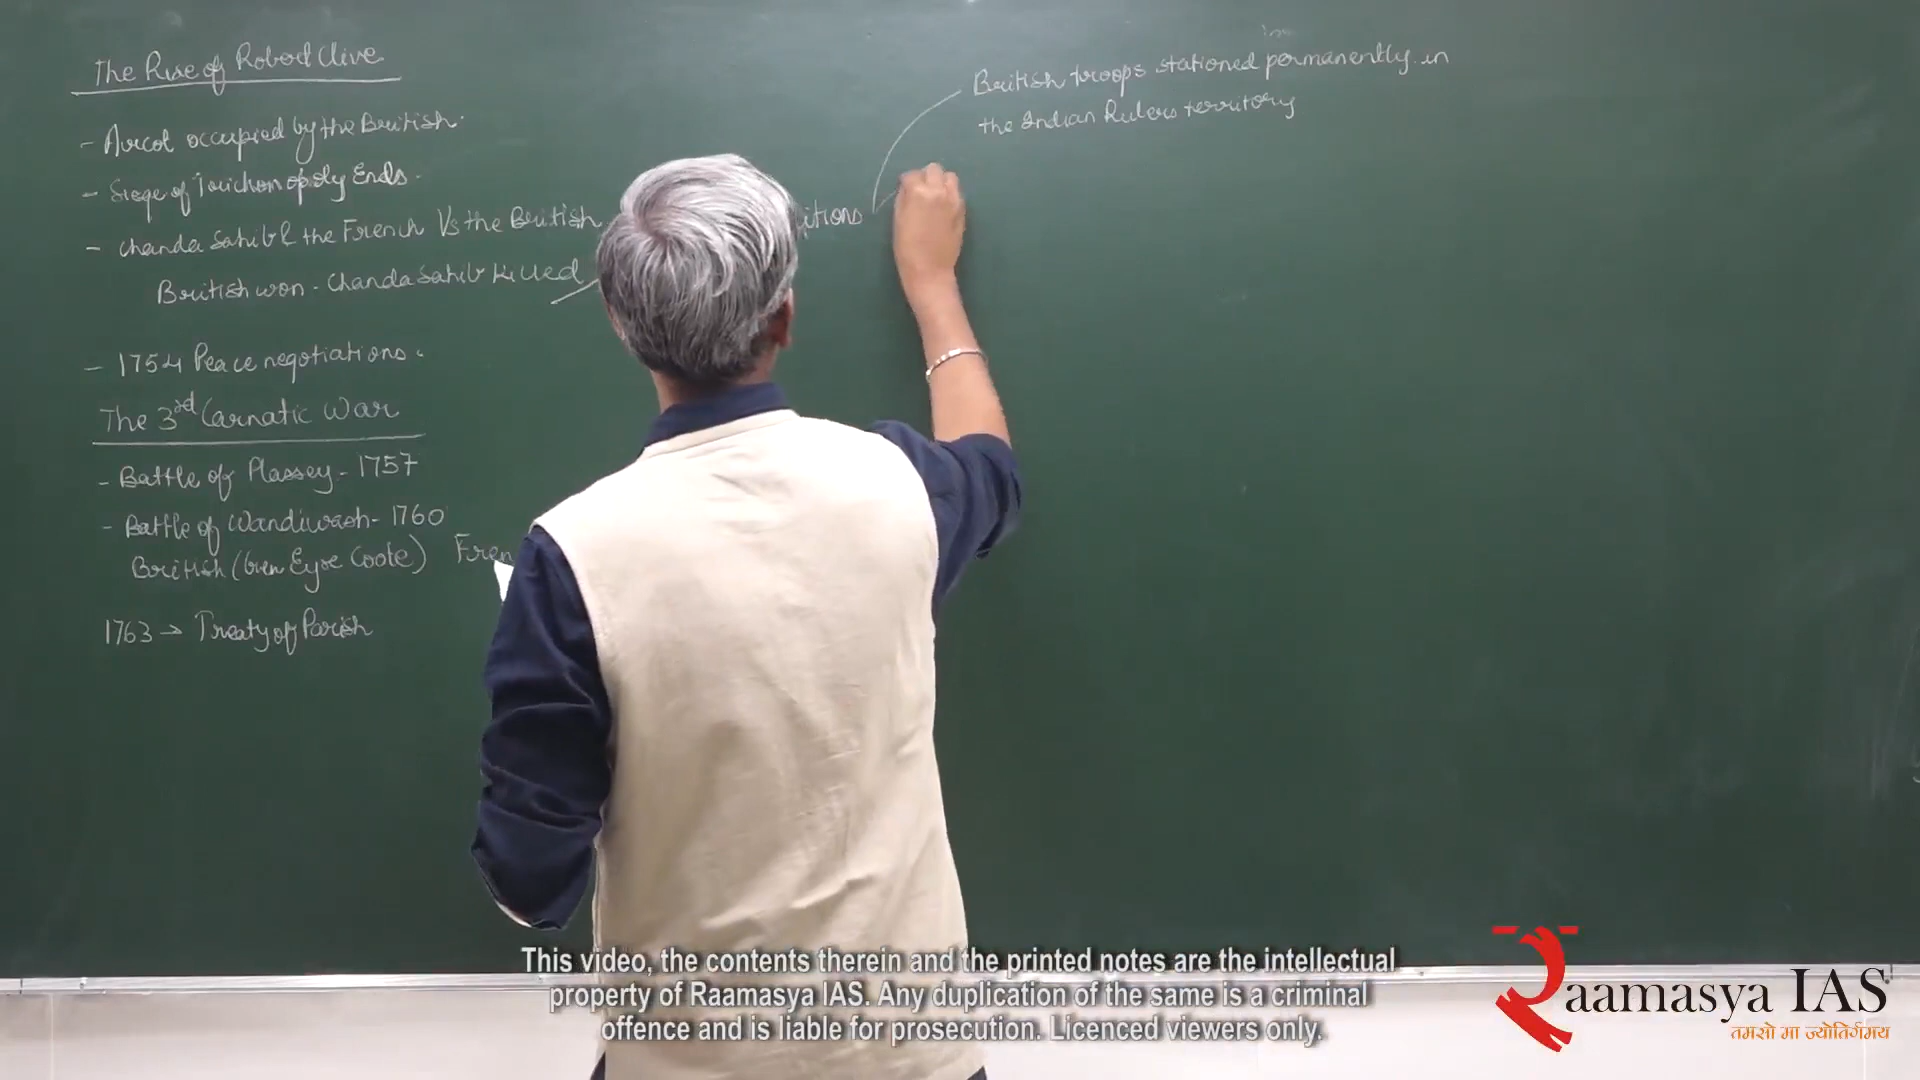 The Rise of Robert Clive
- Arcot occupied by the British.
- Siege of Trichonopoly Ends.
- Chanda Sahib & the French Vs the British
British won - Chanda Sahib Killed
- 1754 Peace negotiations.
The 3rd Carnatic War
- Battle of Plassey - 1757
- Battle of Wandiwash - 1760
British (Gen Eyre Coote) Fren
1763 → Treaty of Parish
itions
British troops stationed permanently in
the Indian Rulers territory
This video, the contents therein and the printed notes are the intellectual
property of Raamasya IAS. Any duplication of the same is a criminal
offence and is liable for prosecution. Licenced viewers only.
Raamasya IAS
तमसो मा ज्योतिर्गमय